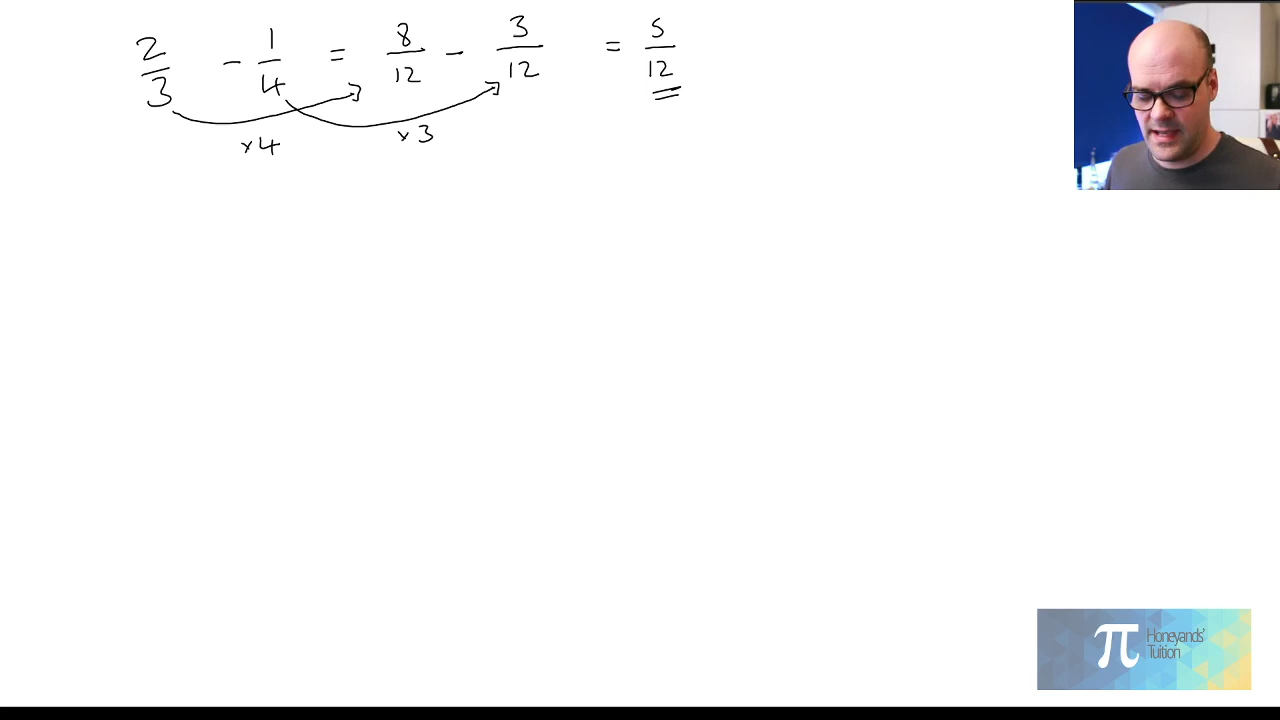 2/3 - 1/4 = 8/12 - 3/12 = 5/12
×4 ×3
π Honeyands'
Tuition